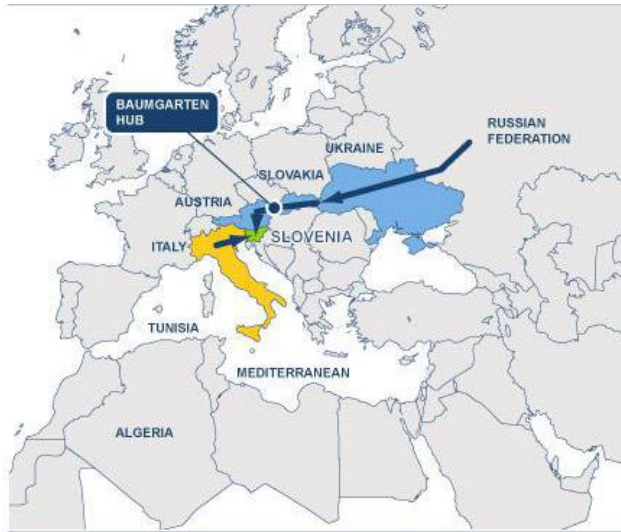 BAUMGARTEN
HUB
RUSSIAN
FEDERATION
UKRAINE
SLOVAKIA
AUSTRIA
SLOVENIA
ITALY
TUNISIA
MEDITERRANEAN
ALGERIA